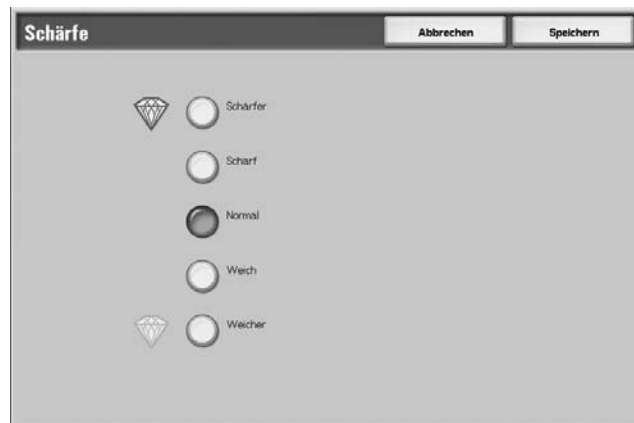 Schärfe
Abbrechen
Speichern
Schärfer
Scharf
Normal
Weich
Weicher